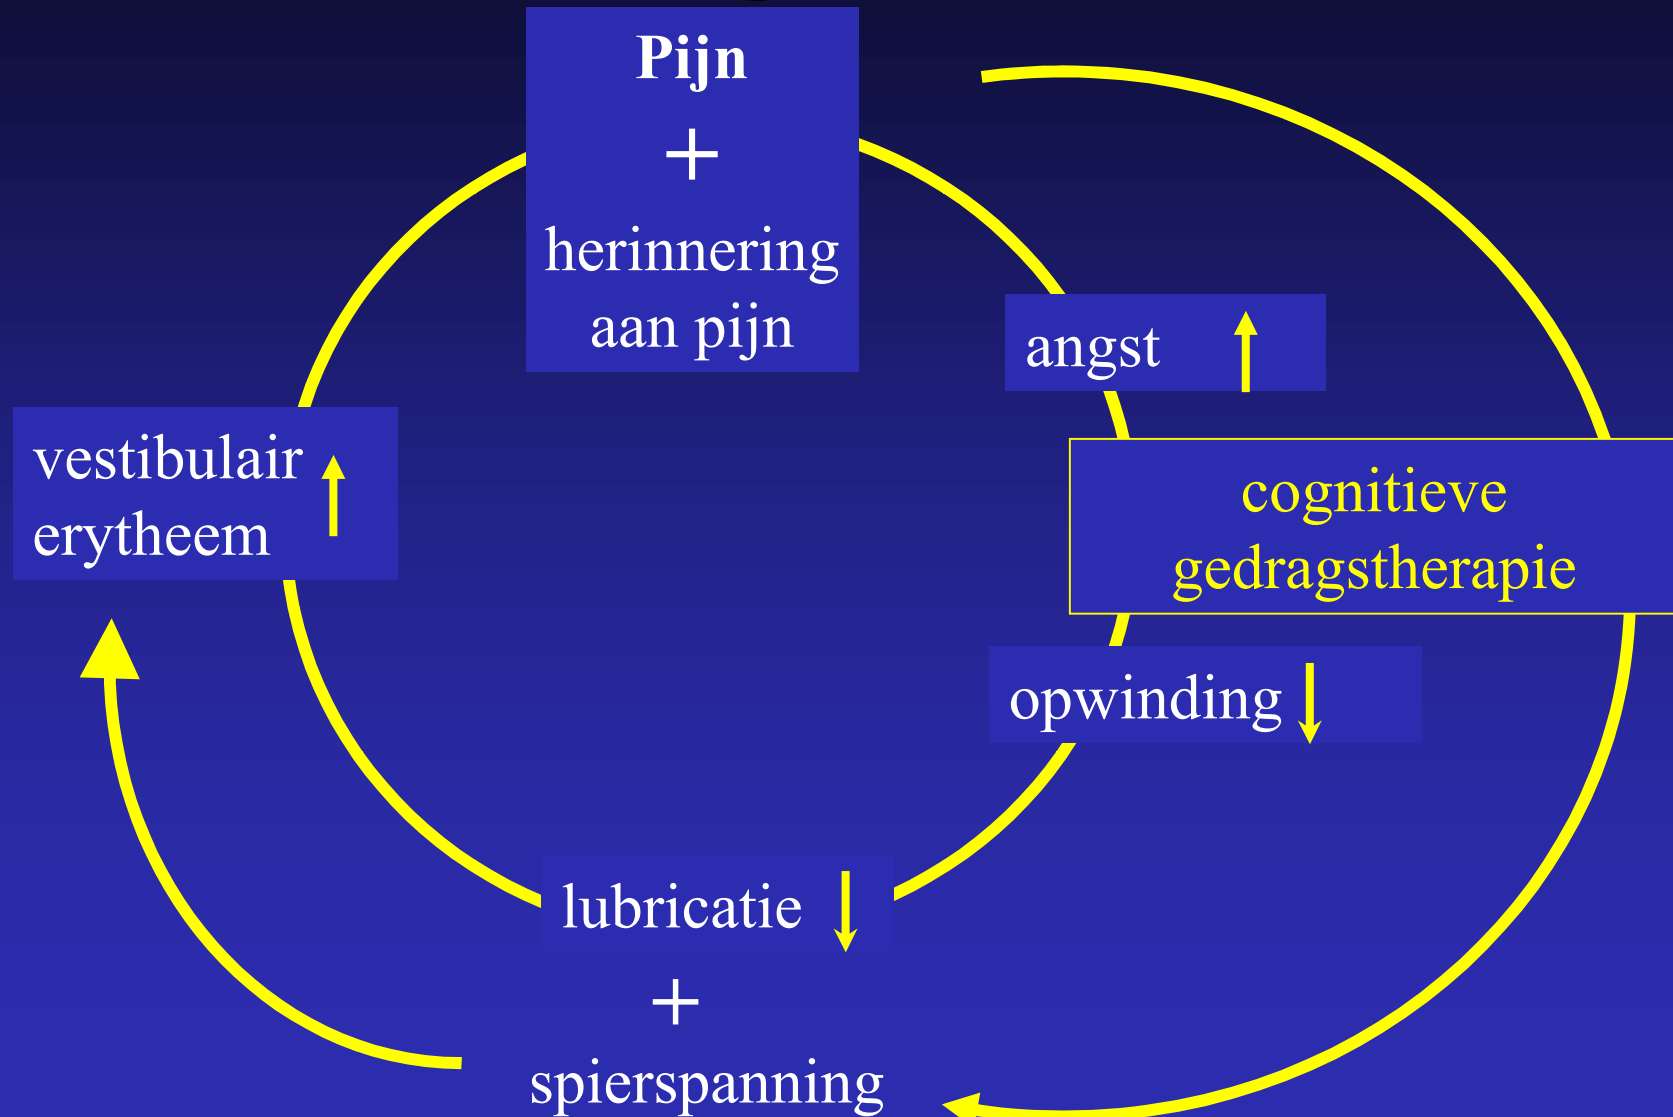 Pijn
+
herinnering
aan pijn
angst
cognitieve
gedragstherapie
opwinding
lubricatie
+
spierspanning
vestibulair
erytheem